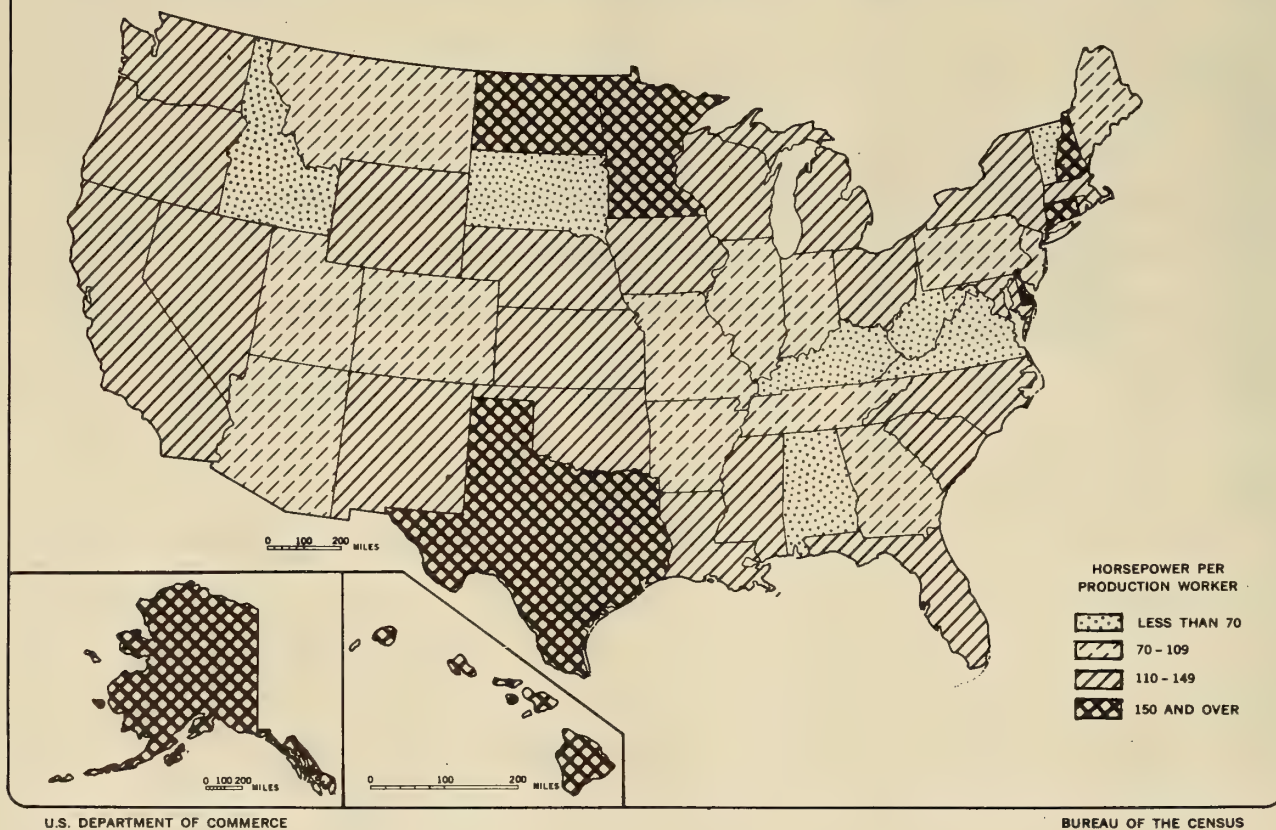 0 100 200 MILES
HORSEPOWER PER
PRODUCTION WORKER
LESS THAN 70
70 - 109
110 - 149
150 AND OVER
0 100 200 MILES
0 100 200 MILES
U.S. DEPARTMENT OF COMMERCE
BUREAU OF THE CENSUS